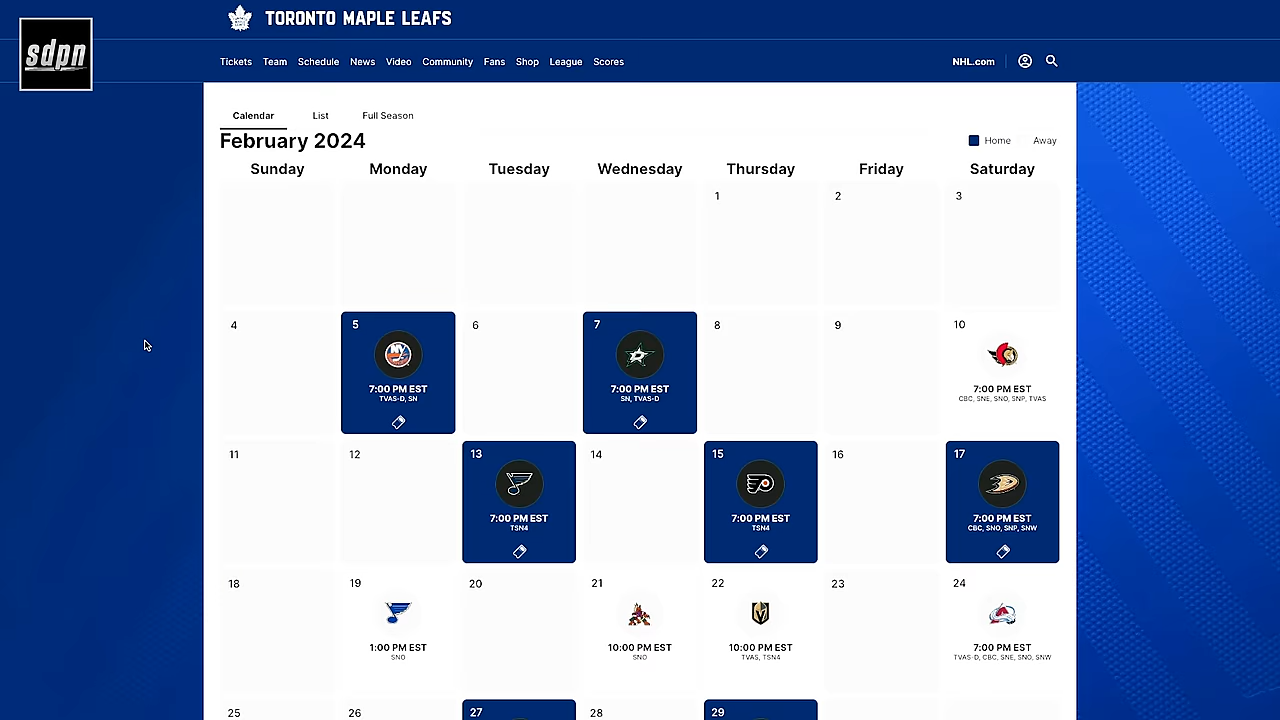 TORONTO MAPLE LEAFS
sdpn
Tickets Team Schedule News Video Community Fans Shop League Scores NHL.com
Calendar List Full Season
February 2024 Home Away
Sunday Monday Tuesday Wednesday Thursday Friday Saturday
1 2 3
4 5 6 7 8 9 10
7:00 PM EST 7:00 PM EST 7:00 PM EST
TVAS-D, SN SN, TVAS-D CBC, SNE, SNO, SNP, TVAS
11 12 13 14 15 16 17
7:00 PM EST 7:00 PM EST 7:00 PM EST
TSN4 TSN4 CBC, SNO, SNP, SNW
18 19 20 21 22 23 24
1:00 PM EST 10:00 PM EST 10:00 PM EST 7:00 PM EST
SNO SNO TVAS, TSN4 TVAS-D, CBC, SNE, SNO, SNW
25 26 27 28 29